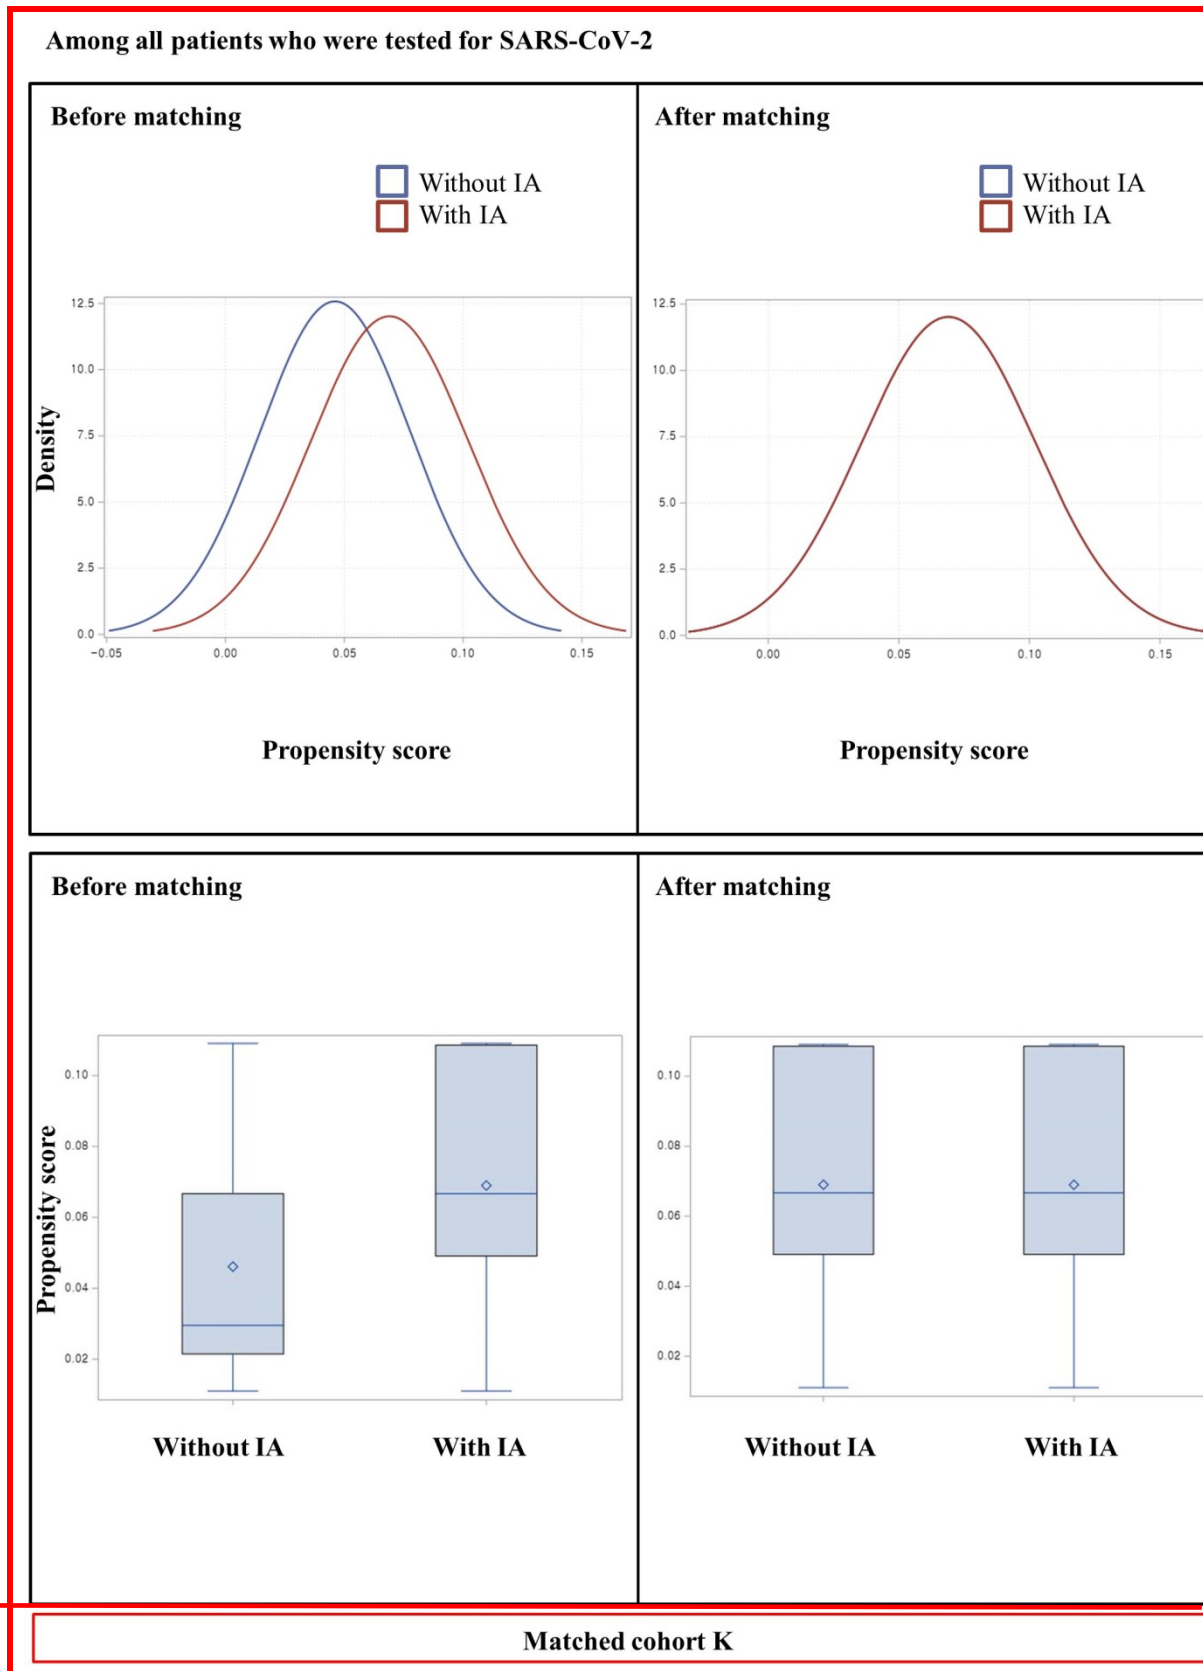 Among all patients who were tested for SARS-CoV-2
Before matching
Without IA
With IA
12.5
10.0
7.5
5.0
2.5
0.0
Density
-0.05
0.00
0.05
0.10
0.15
Propensity score
After matching
Without IA
With IA
12.5
10.0
7.5
5.0
2.5
0.0
0.00
0.05
0.10
0.15
Propensity score
Before matching
0.10
0.08
0.06
0.04
0.02
Propensity score
Without IA
With IA
After matching
0.10
0.08
0.06
0.04
0.02
Without IA
With IA
Matched cohort K